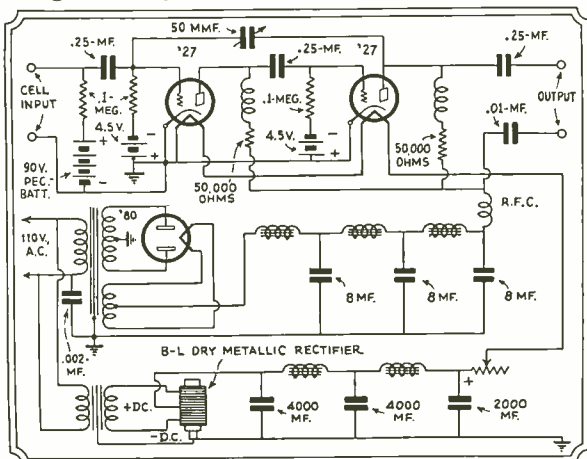 50 MMF.
.25-MF.
'27
.25-MF.
'27
.25-MF.
CELL
INPUT
.1-
MEG.
.1-MEG.
.01-MF.
OUTPUT
4.5V.
-
+
4.5V.
-
+
50,000
OHMS
50,000
OHMS
90V.
PEC.-
BATT.
+
-
R.F.C.
110V.,
A.C.
'80
8 MF.
8 MF.
8 MF.
.002-
MF.
B-L DRY METALLIC RECTIFIER
+DC.
-D.C.
4000
MF.
4000
MF.
2000
MF.
+